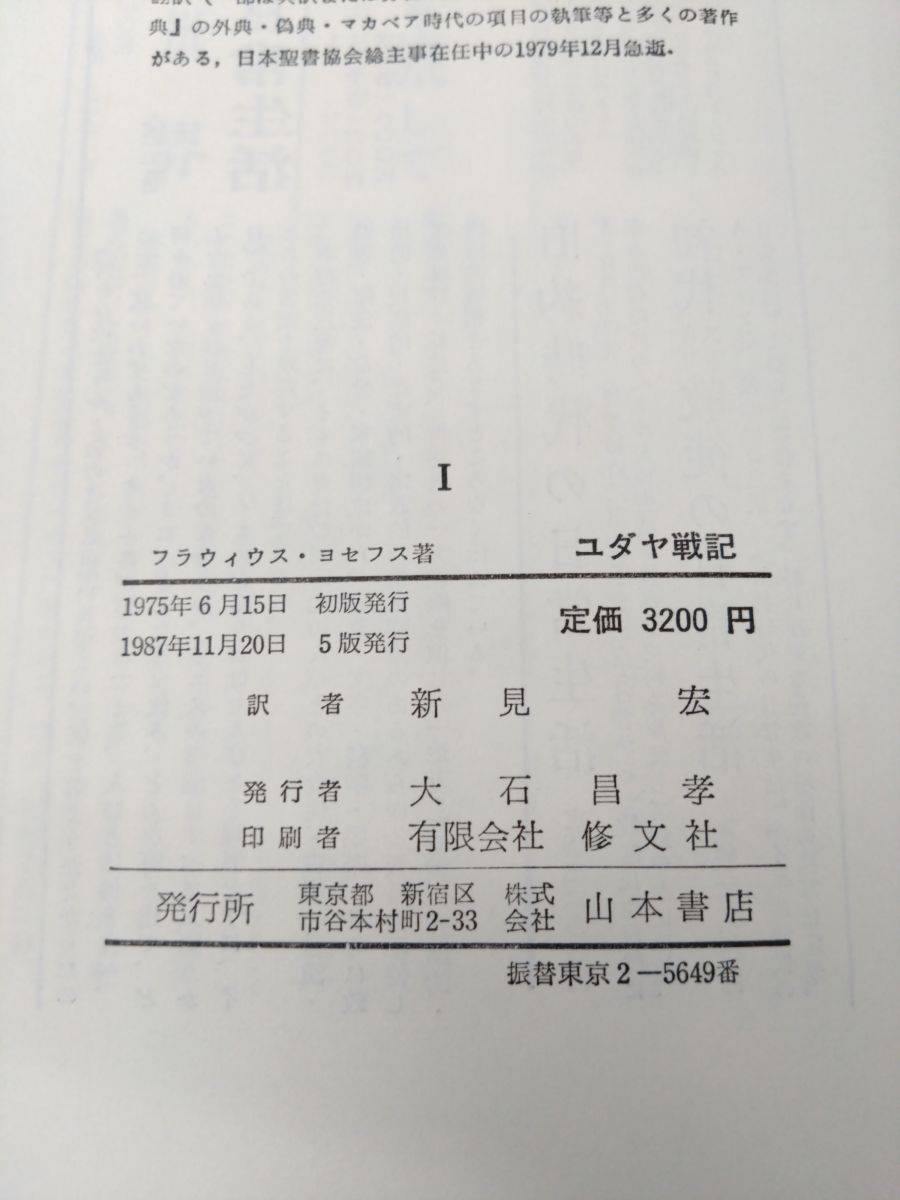 典』の外典・偽典・マカベア時代の項目の執筆等と多くの著作
がある，日本聖書協会総主事在任中の1979年12月急逝．
I
フラウィウス・ヨセフス著 ユダヤ戦記
1975年6月15日 初版発行
1987年11月20日 5版発行
定価 3200 円
訳者 新見 宏
発行者 大石昌孝
印刷者 有限会社 修文社
発行所 東京都 新宿区 市谷本村町2-33 株式会社 山本書店
振替東京2―5649番